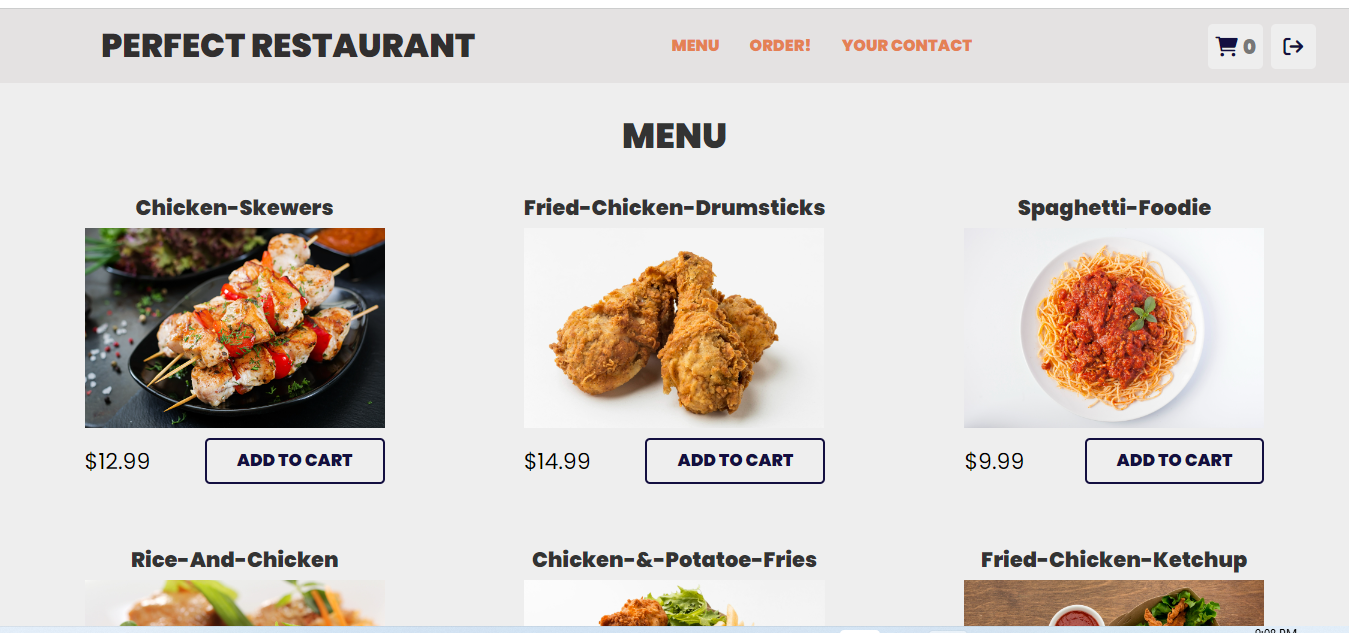 PERFECT RESTAURANT
MENU ORDER! YOUR CONTACT
0
MENU
Chicken-Skewers
Fried-Chicken-Drumsticks
Spaghetti-Foodie
$12.99 ADD TO CART
$14.99 ADD TO CART
$9.99 ADD TO CART
Rice-And-Chicken
Chicken-&-Potatoe-Fries
Fried-Chicken-Ketchup